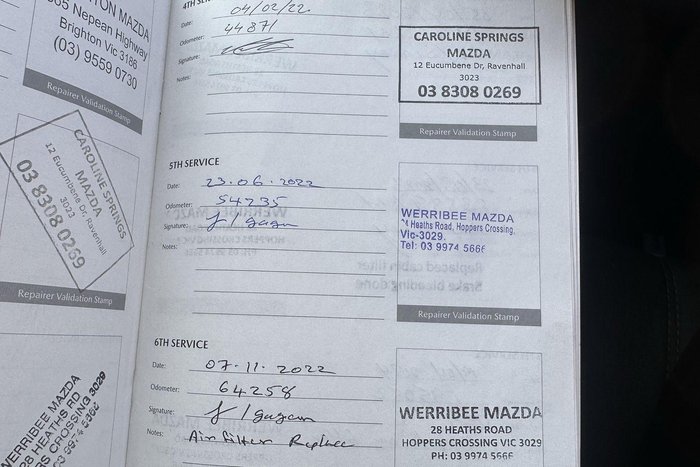 TON MAZDA
Nepean Highway
Brighton Vic 3186
(03) 9559 0730
Repairer Validation Stamp
CAROLINE SPRINGS
MAZDA
12 Eucumbene Dr, Ravenhall
3023
03 8308 0269
Repairer Validation Stamp
WERRIBEE MAZDA
28 HEATHS RD
CROSSING 3029
4TH
Date: 04/02/22
Odometer: 44871
Signature:
Notes:
CAROLINE SPRINGS
MAZDA
12 Eucumbene Dr, Ravenhall
3023
03 8308 0269
Repairer Validation Stamp
5TH SERVICE
Date: 23.06.2022
Odometer: 54235
Signature:
Notes:
WERRIBEE MAZDA
Heaths Road, Hoppers Crossing,
Vic-3029.
Tel: 03 9974 5666
Repairer Validation Stamp
6TH SERVICE
Date: 07.11.2022
Odometer: 64258
Signature:
Notes: Air filter Replace
WERRIBEE MAZDA
28 HEATHS ROAD
HOPPERS CROSSING VIC 3029
PH: 03 9974 5666